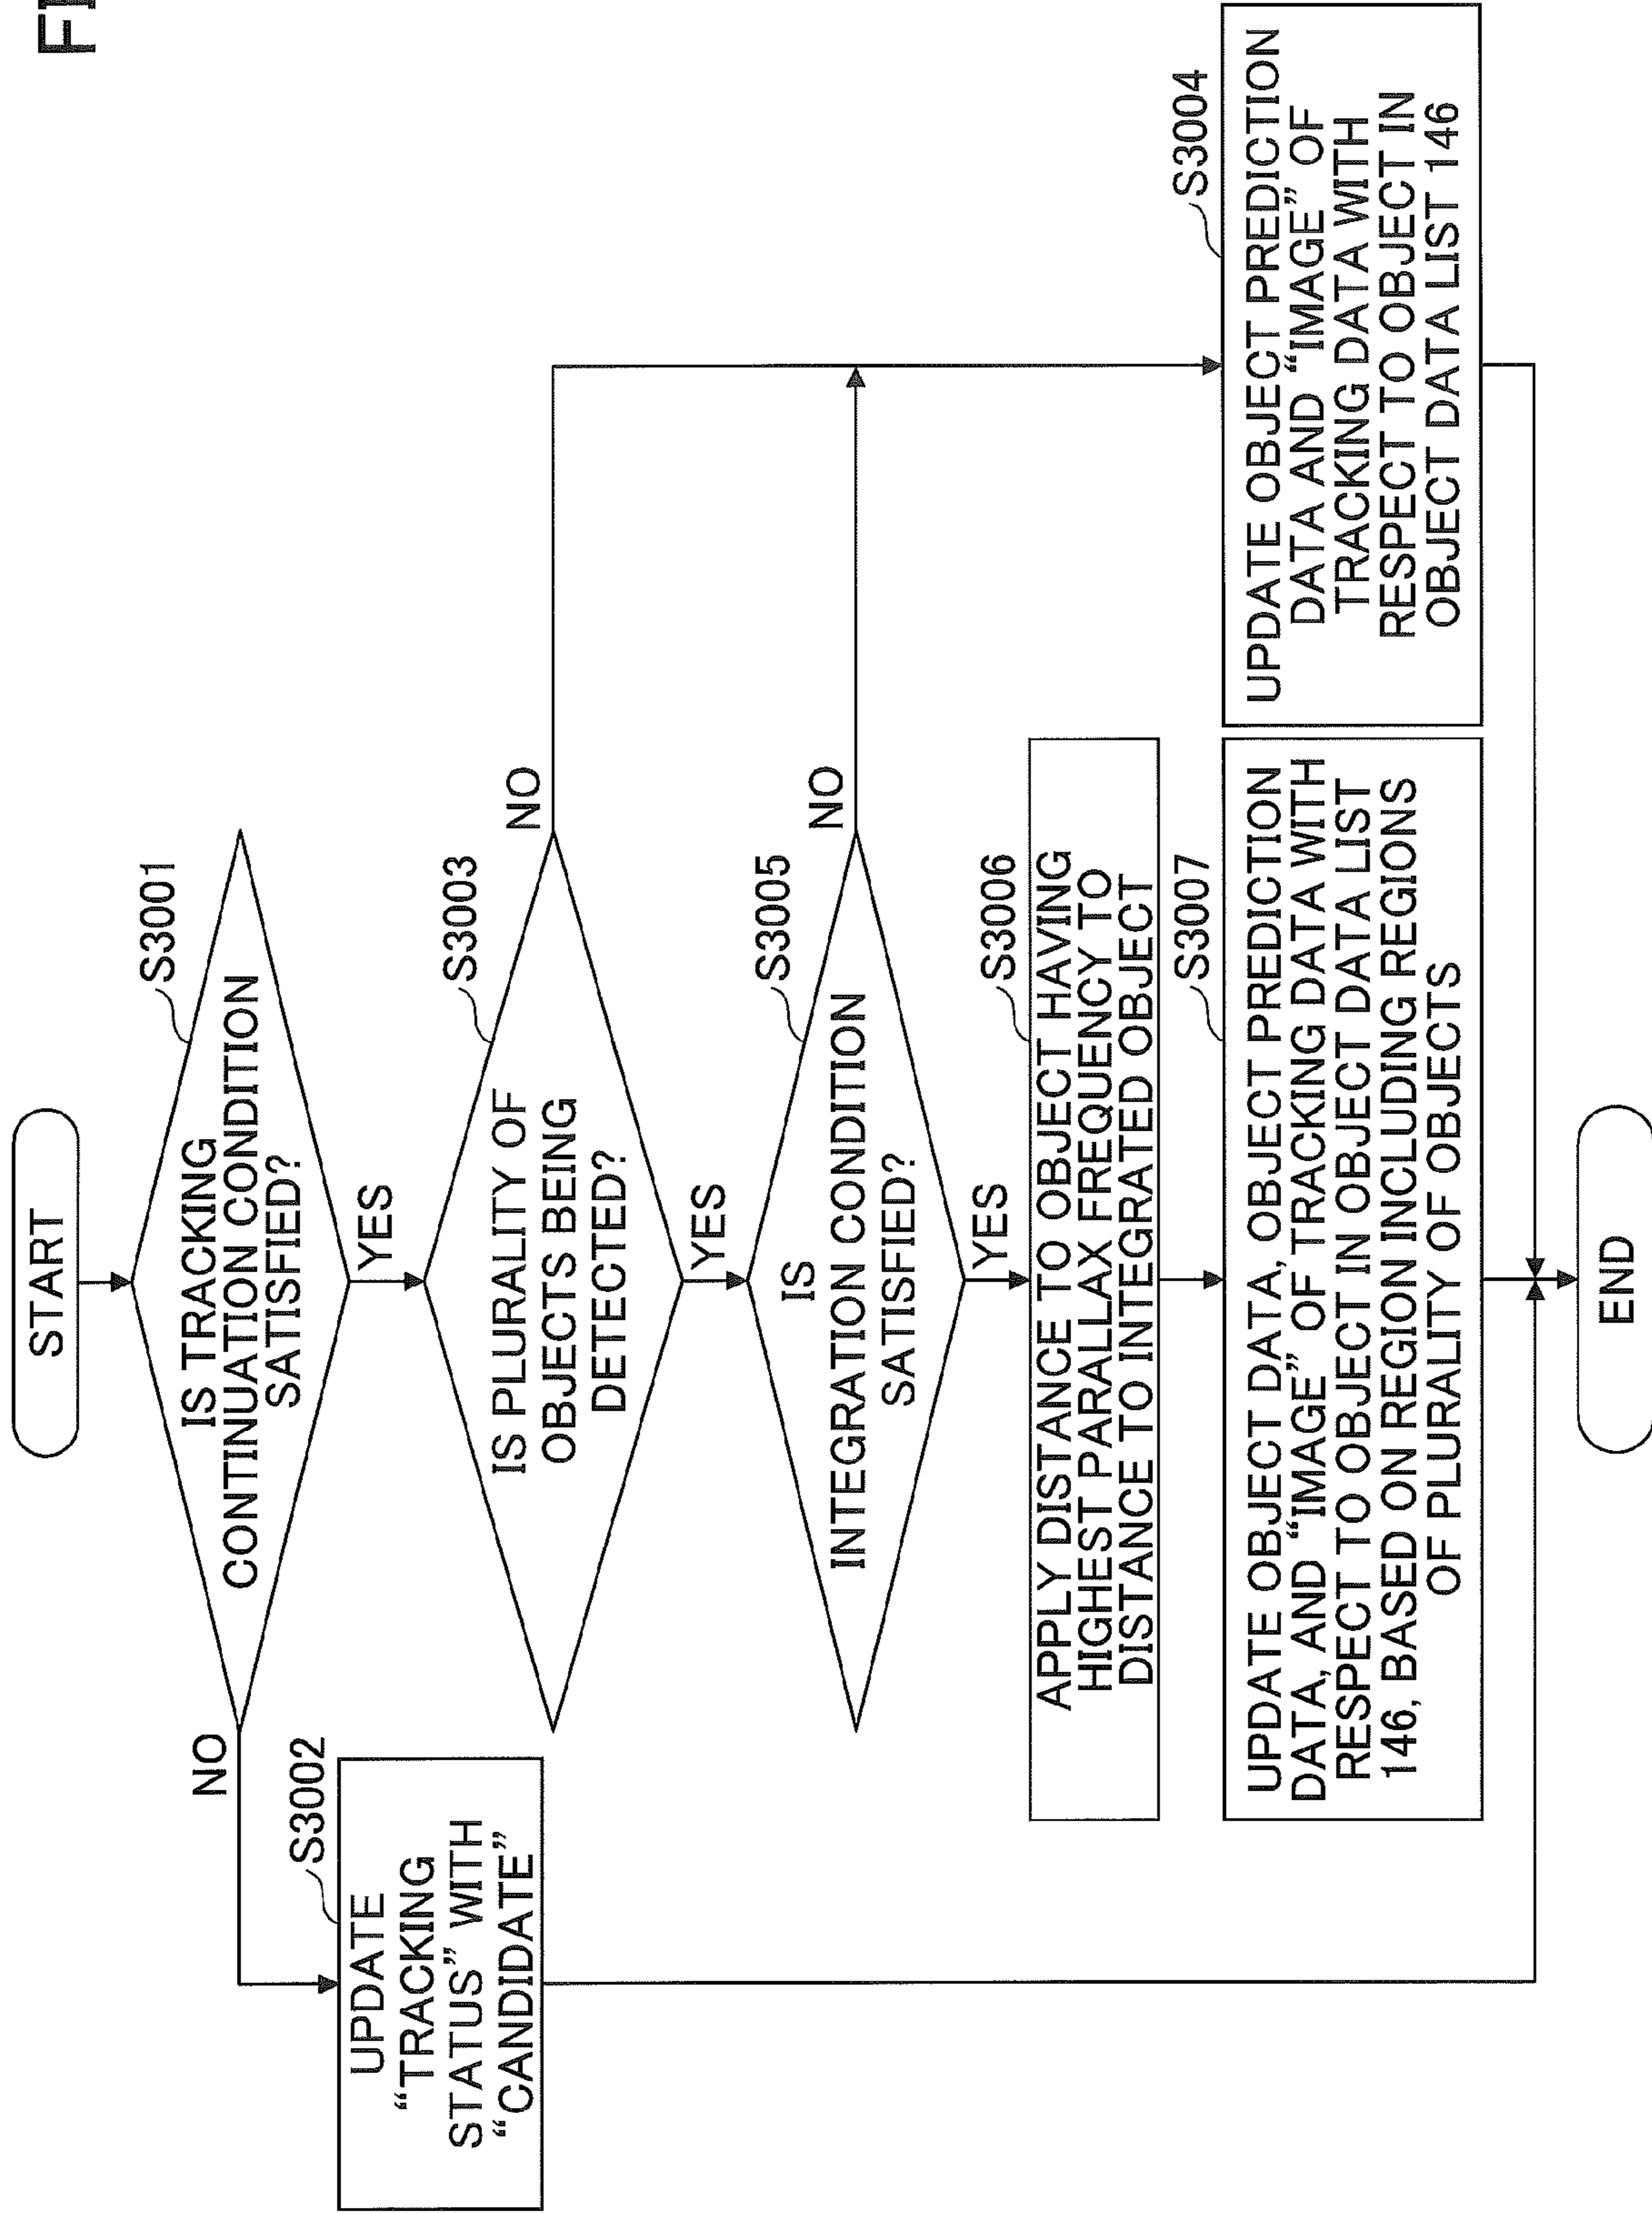 START
S3001
IS TRACKING
CONTINUATION CONDITION
SATISFIED?
NO
YES
S3002
UPDATE
“TRACKING
STATUS” WITH
“CANDIDATE”
S3003
IS PLURALITY OF
OBJECTS BEING
DETECTED?
NO
YES
S3005
IS
INTEGRATION CONDITION
SATISFIED?
NO
YES
S3006
APPLY DISTANCE TO OBJECT HAVING
HIGHEST PARALLAX FREQUENCY TO
DISTANCE TO INTEGRATED OBJECT
S3007
UPDATE OBJECT DATA, OBJECT PREDICTION
DATA, AND “IMAGE” OF TRACKING DATA WITH
RESPECT TO OBJECT IN OBJECT DATA LIST
146, BASED ON REGION INCLUDING REGIONS
OF PLURALITY OF OBJECTS
S3004
UPDATE OBJECT PREDICTION
DATA AND “IMAGE” OF
TRACKING DATA WITH
RESPECT TO OBJECT IN
OBJECT DATA LIST 146
END